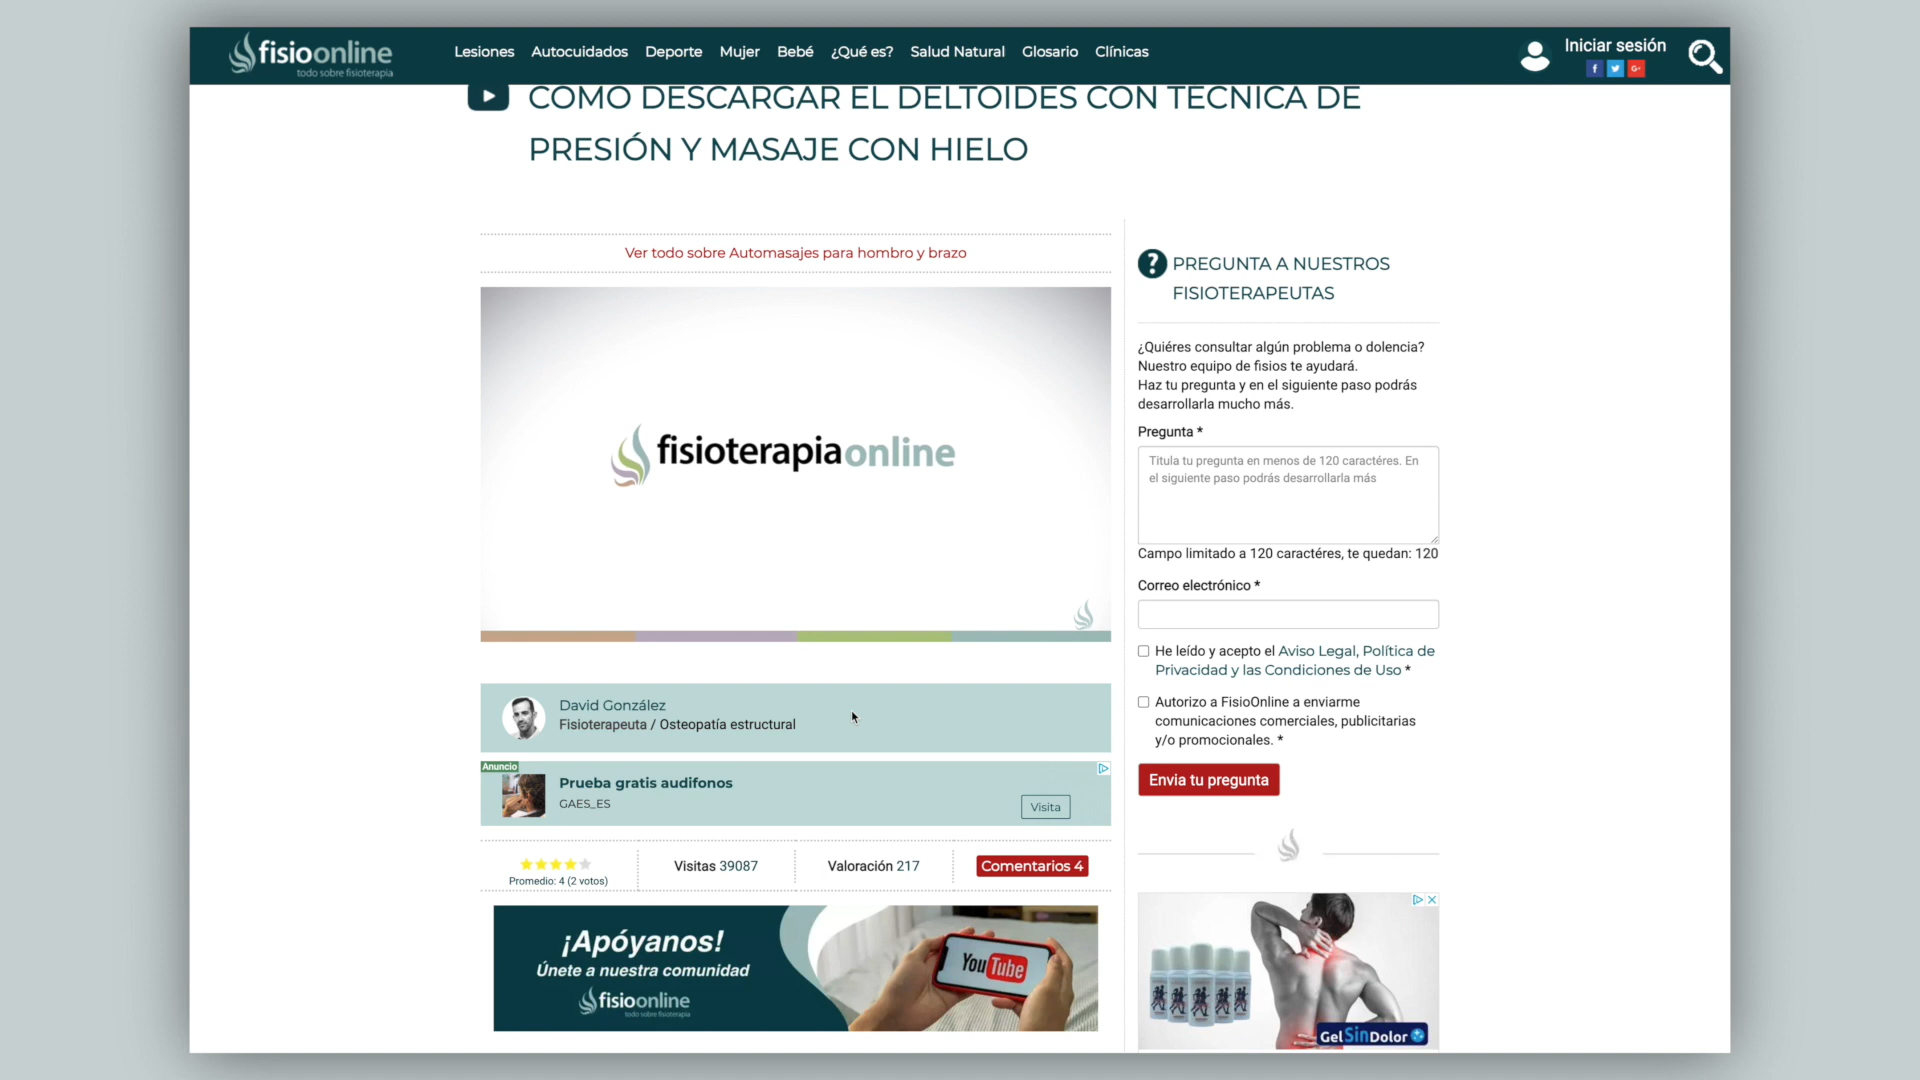 fisioonline
todo sobre fisioterapia
Lesiones Autocuidados Deporte Mujer Bebé ¿Qué es? Salud Natural Glosario Clínicas
Iniciar sesión
CÓMO DESCARGAR EL DELTOIDES CON TÉCNICA DE
PRESIÓN Y MASAJE CON HIELO
Ver todo sobre Automasajes para hombro y brazo
fisioterapiaonline
David González
Fisioterapeuta / Osteopatía estructural
Anuncio
Prueba gratis audifonos
GAES_ES
Visita
Promedio: 4 (2 votos)
Visitas 39087
Valoración 217
Comentarios 4
¡Apóyanos!
Únete a nuestra comunidad
fisioonline
todo sobre fisioterapia
YouTube
? PREGUNTA A NUESTROS
FISIOTERAPEUTAS
¿Quiéres consultar algún problema o dolencia?
Nuestro equipo de fisios te ayudará.
Haz tu pregunta y en el siguiente paso podrás
desarrollarla mucho más.
Pregunta *
Titula tu pregunta en menos de 120 caractéres. En
el siguiente paso podrás desarrollarla más
Campo limitado a 120 caractéres, te quedan: 120
Correo electrónico *
He leído y acepto el Aviso Legal, Política de
Privacidad y las Condiciones de Uso *
Autorizo a FisioOnline a enviarme
comunicaciones comerciales, publicitarias
y/o promocionales. *
Envia tu pregunta
GelSinDolor